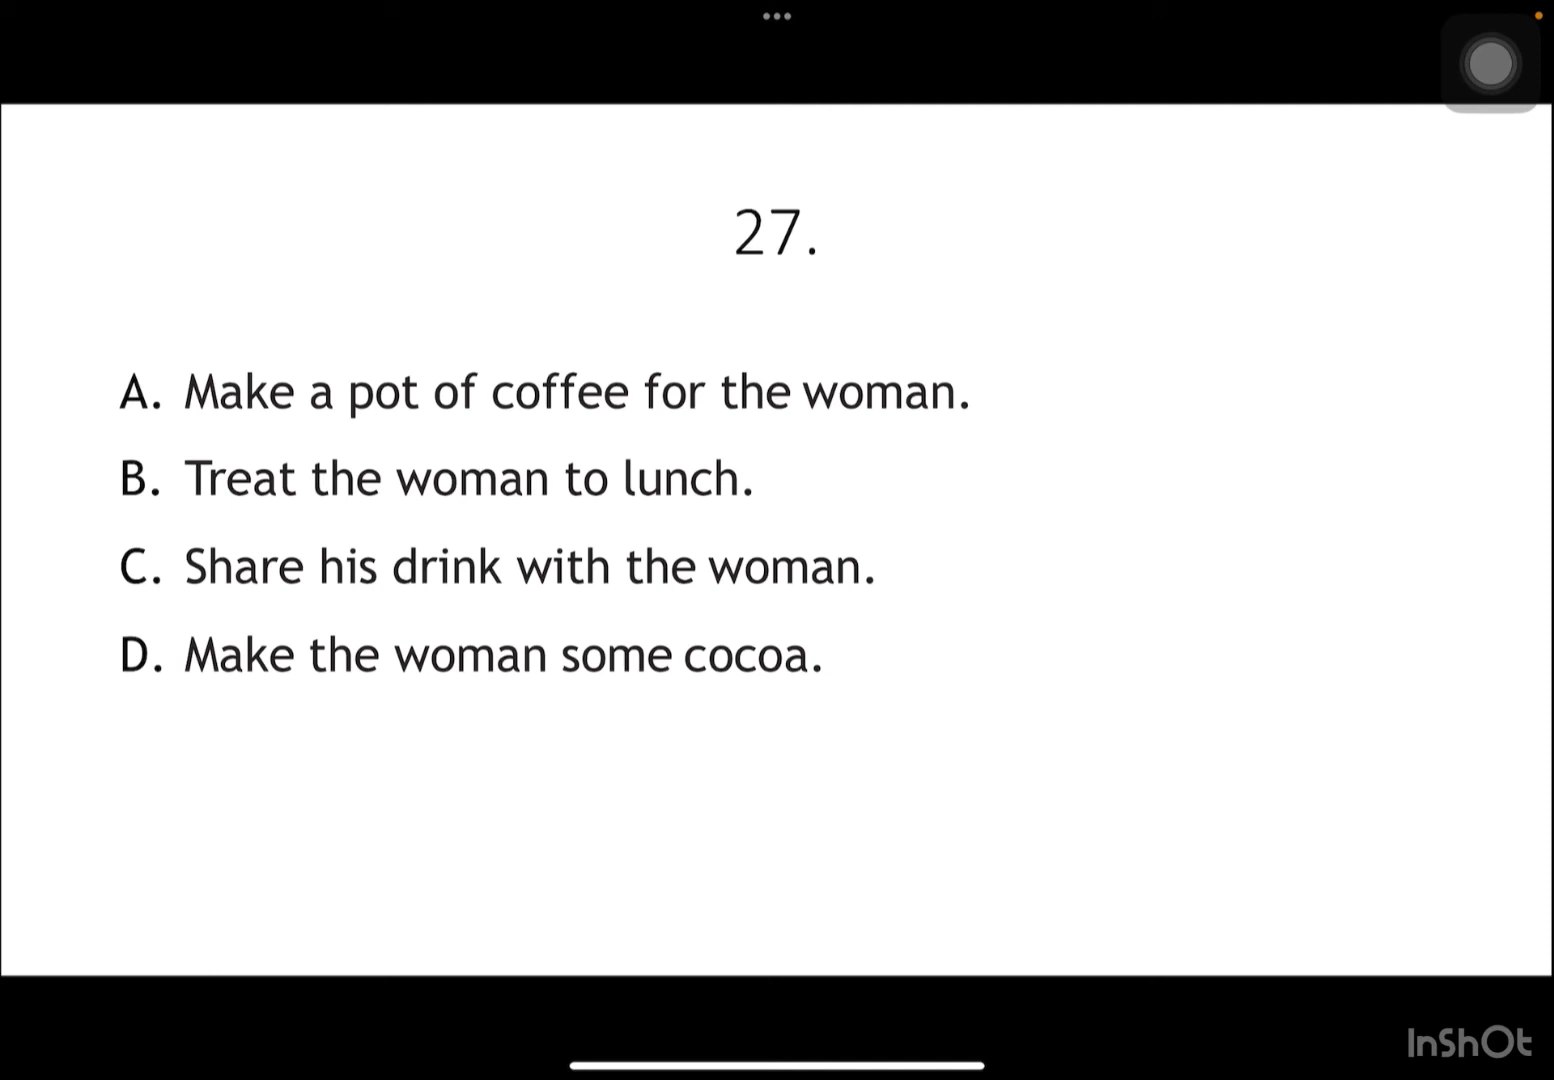 27.
A. Make a pot of coffee for the woman.
B. Treat the woman to lunch.
C. Share his drink with the woman.
D. Make the woman some cocoa.
InShOt